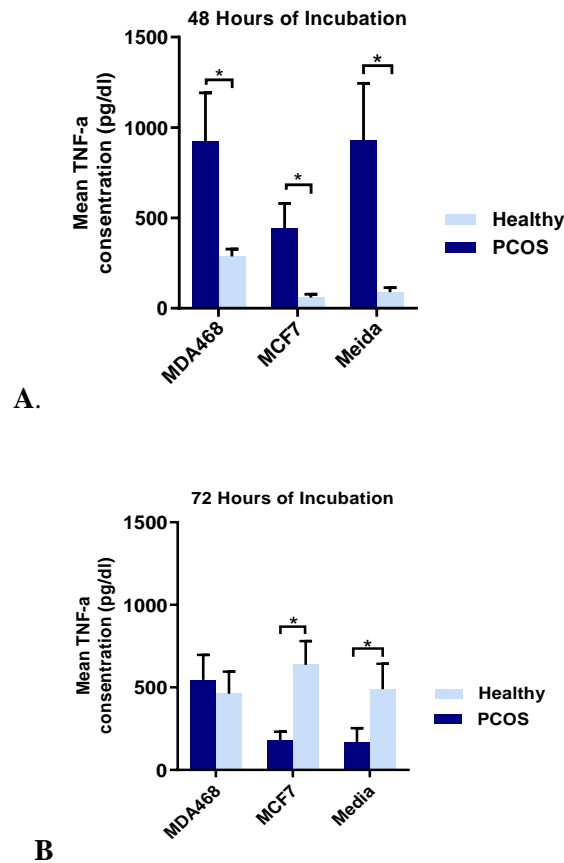 48 Hours of Incubation
Mean TNF-a
consentration (pg/dl)
1500
1000
500
0
*
*
*
MDA468
MCF7
Meida
Healthy
PCOS
A.
72 Hours of Incubation
Mean TNF-a
consentration (pg/dl)
1500
1000
500
0
*
*
MDA468
MCF7
Media
Healthy
PCOS
B